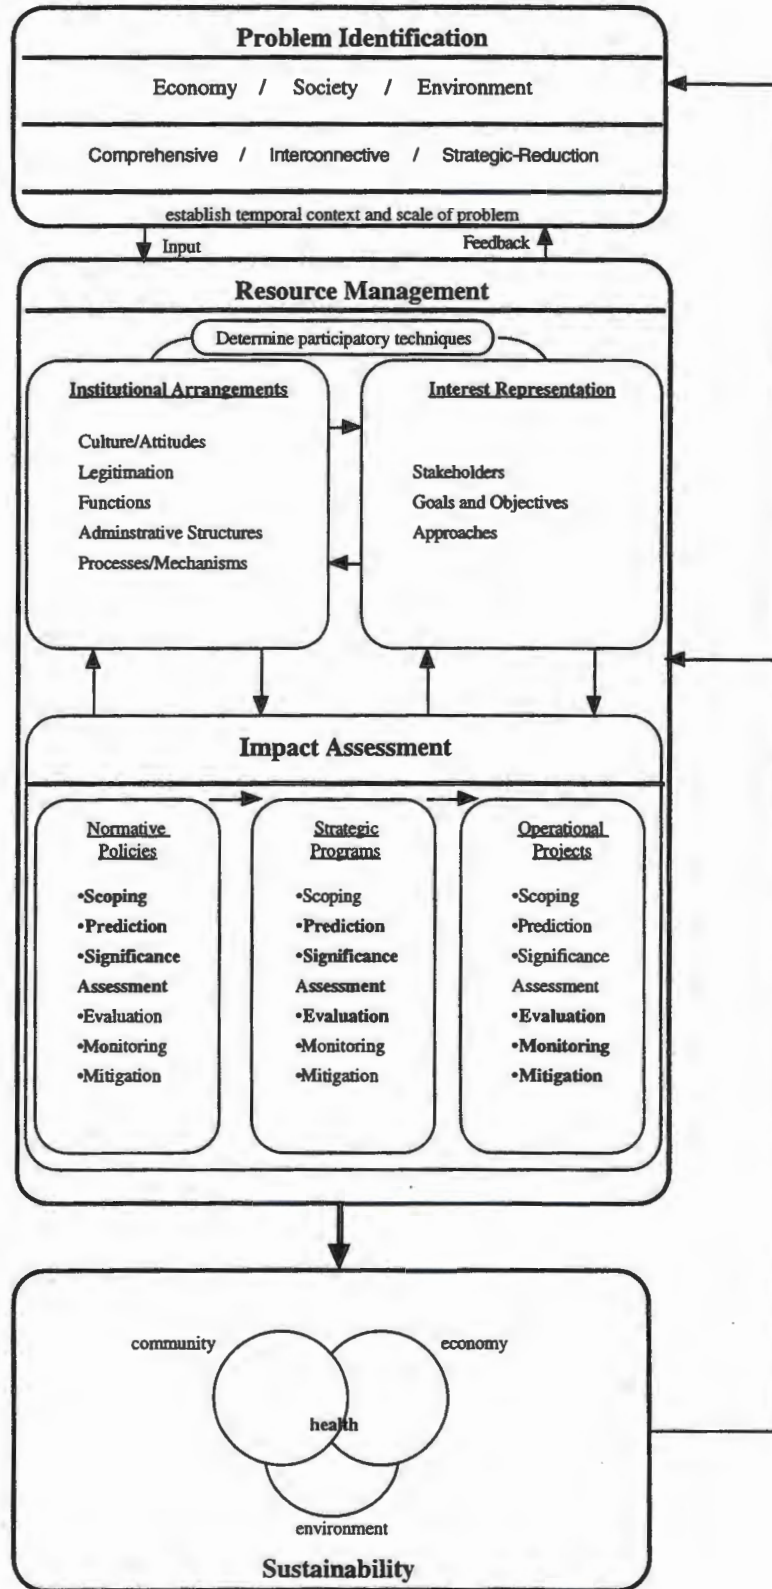 Problem Identification
Economy / Society / Environment
Comprehensive / Interconnective / Strategic-Reduction
establish temporal context and scale of problem
Input
Feedback
Resource Management
Determine participatory techniques
Institutional Arrangements
Culture/Attitudes
Legitimation
Functions
Adminstrative Structures
Processes/Mechanisms
Interest Representation
Stakeholders
Goals and Objectives
Approaches
Impact Assessment
Normative
Policies
•Scoping
•Prediction
•Significance
Assessment
•Evaluation
•Monitoring
•Mitigation
Strategic
Programs
•Scoping
•Prediction
•Significance
Assessment
•Evaluation
•Monitoring
•Mitigation
Operational
Projects
•Scoping
•Prediction
•Significance
Assessment
•Evaluation
•Monitoring
•Mitigation
community
economy
health
environment
Sustainability